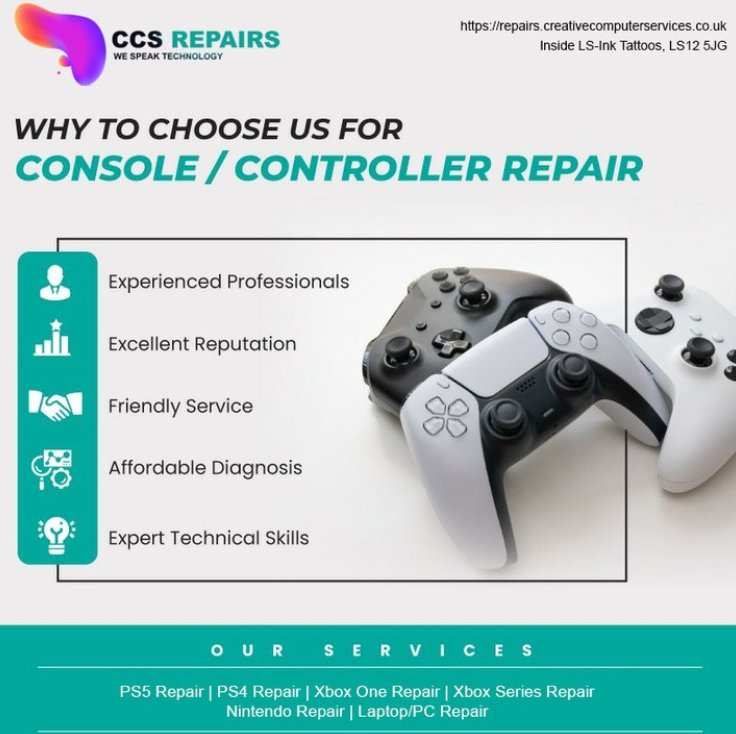 CCS REPAIRS
WE SPEAK TECHNOLOGY
https://repairs.creativecomputerservices.co.uk
Inside LS-Ink Tattoos, LS12 5JG
WHY TO CHOOSE US FOR
CONSOLE / CONTROLLER REPAIR
Experienced Professionals
Excellent Reputation
Friendly Service
Affordable Diagnosis
Expert Technical Skills
OUR SERVICES
PS5 Repair | PS4 Repair | Xbox One Repair | Xbox Series Repair
Nintendo Repair | Laptop/PC Repair